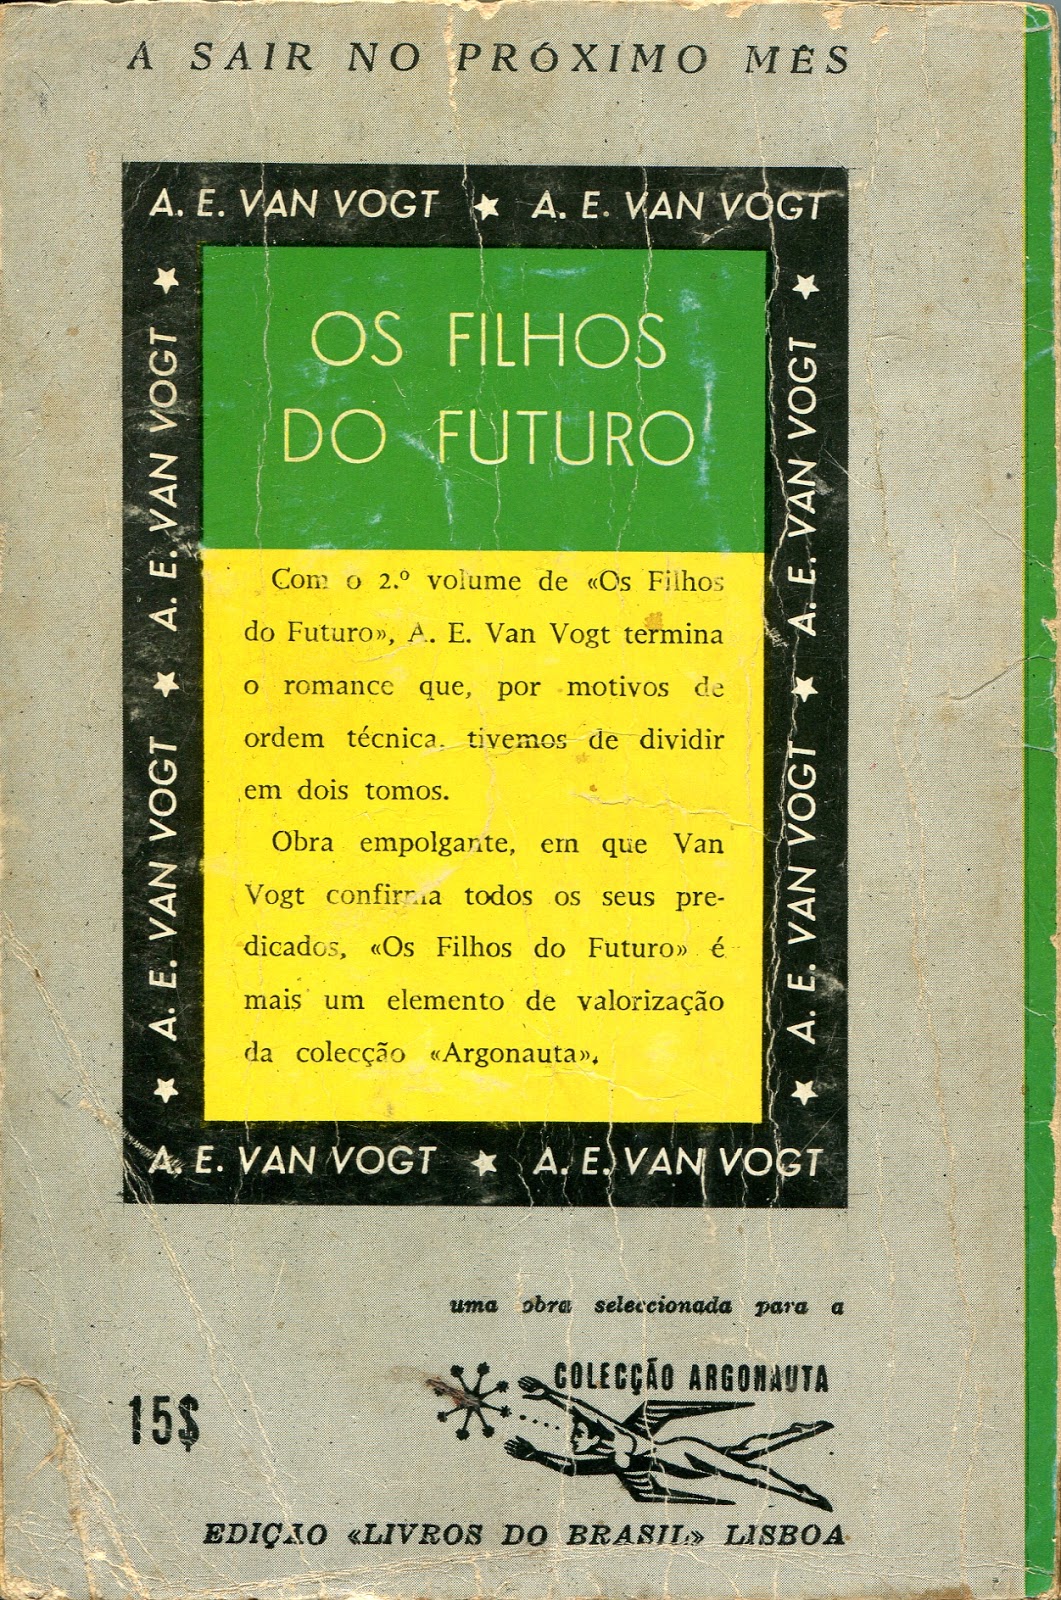 A SAIR NO PRÓXIMO MÊS
A. E. VAN VOGT ★ A. E. VAN VOGT
★ A. E. VAN VOGT ★ A. E. VAN VOGT ★
★ A. E. VAN VOGT ★ A. E. VAN VOGT ★
OS FILHOS
DO FUTURO
Com o 2.º volume de «Os Filhos
do Futuro», A. E. Van Vogt termina
o romance que, por motivos de
ordem técnica, tivemos de dividir
em dois tomos.
Obra empolgante, em que Van
Vogt confirma todos os seus pre-
dicados, «Os Filhos do Futuro» é
mais um elemento de valorização
da colecção «Argonauta».
A. E. VAN VOGT ★ A. E. VAN VOGT
uma obra seleccionada para a
COLECÇÃO ARGONAUTA
15$
EDIÇÃO «LIVROS DO BRASIL» LISBOA